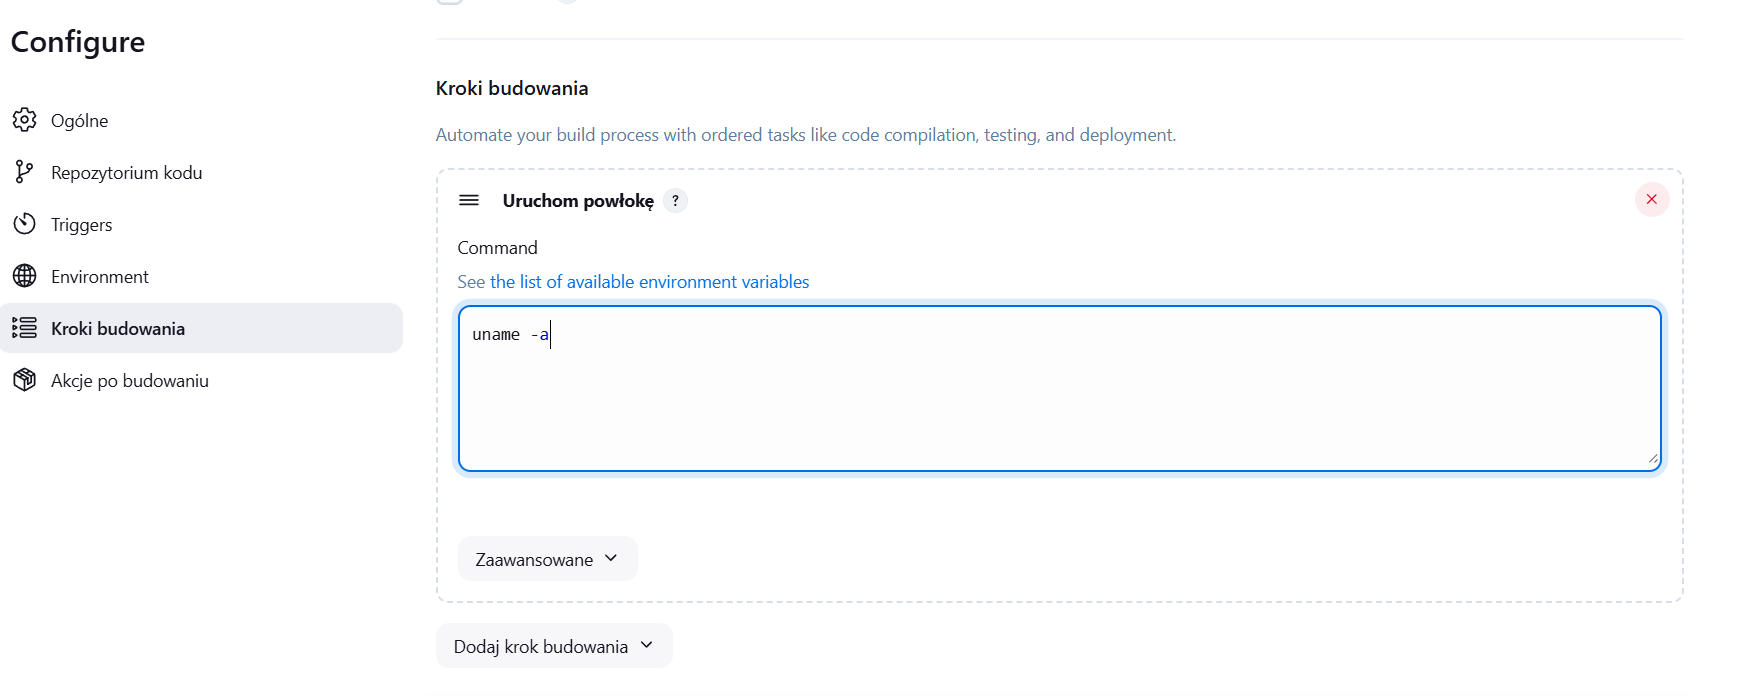 Configure
Ogólne
Repozytorium kodu
Triggers
Environment
Kroki budowania
Akcje po budowaniu
Kroki budowania
Automate your build process with ordered tasks like code compilation, testing, and deployment.
Uruchom powłokę ?
Command
See the list of available environment variables
uname -a
Zaawansowane
Dodaj krok budowania